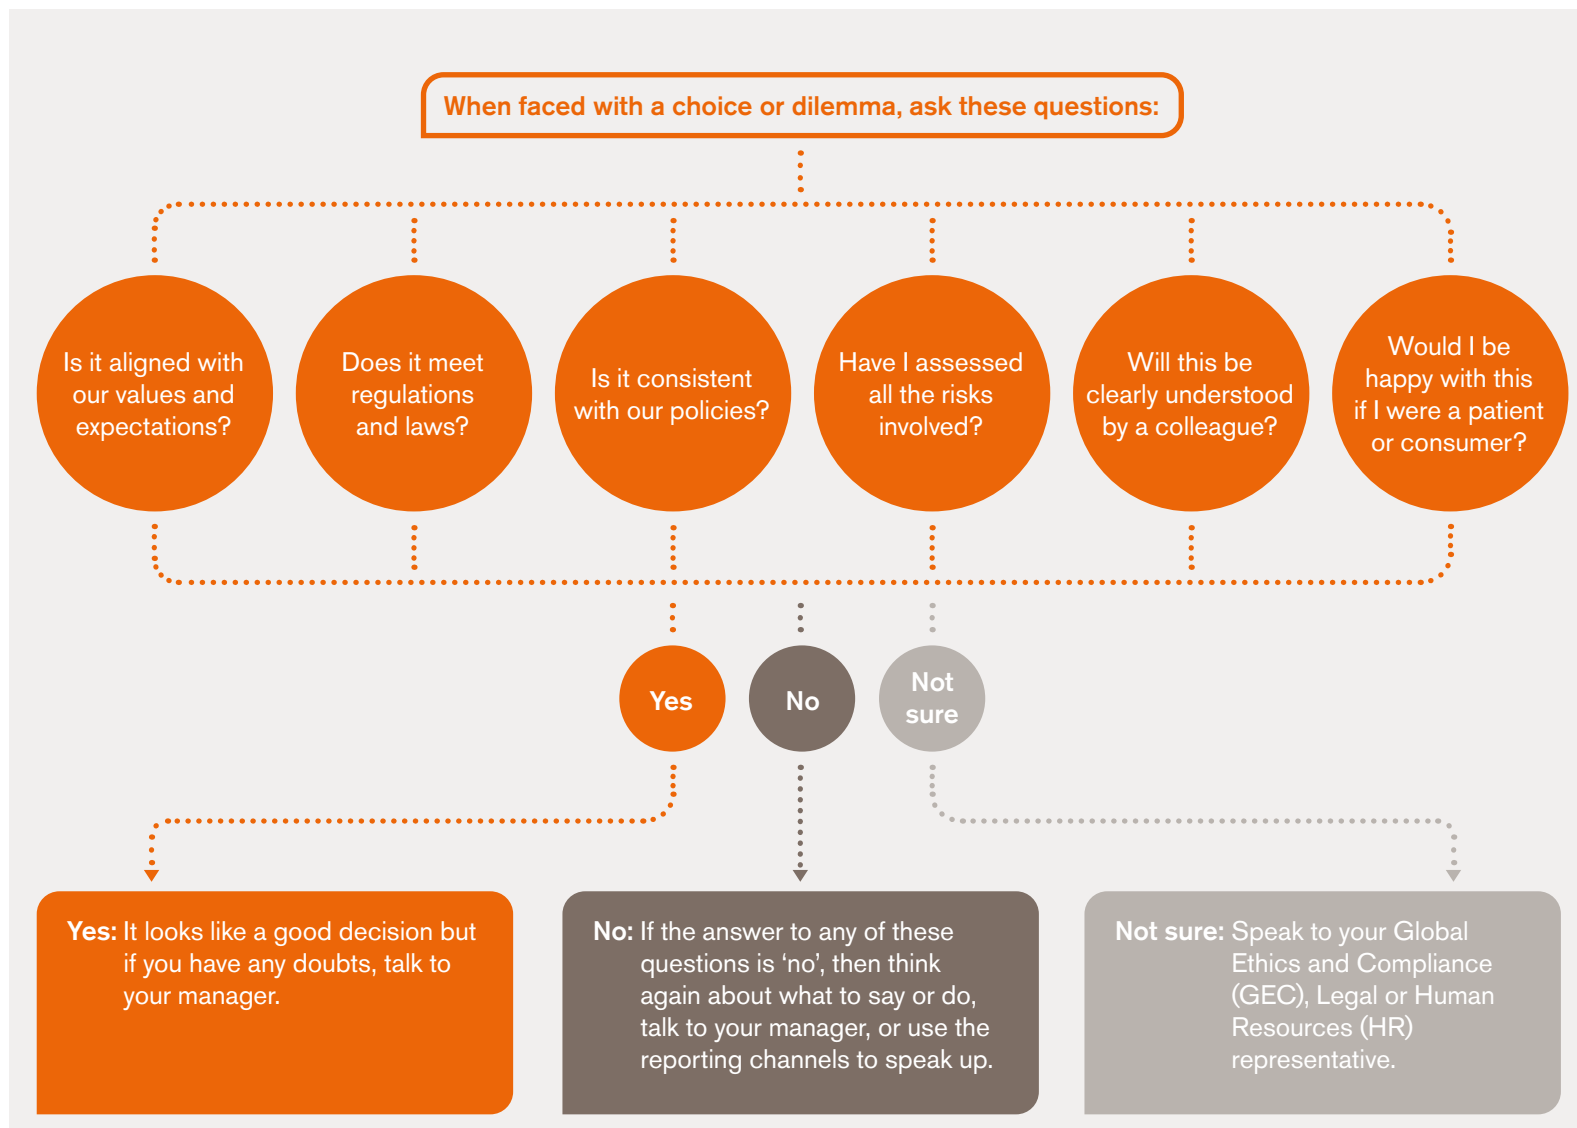 When faced with a choice or dilemma, ask these questions:
Is it aligned with
our values and
expectations?
Does it meet
regulations
and laws?
Is it consistent
with our policies?
Have I assessed
all the risks
involved?
Will this be
clearly understood
by a colleague?
Would I be
happy with this
if I were a patient
or consumer?
Yes
No
Not
sure
Yes: It looks like a good decision but
if you have any doubts, talk to
your manager.
No: If the answer to any of these
questions is ‘no’, then think
again about what to say or do,
talk to your manager, or use the
reporting channels to speak up.
Not sure: Speak to your Global
Ethics and Compliance
(GEC), Legal or Human
Resources (HR)
representative.